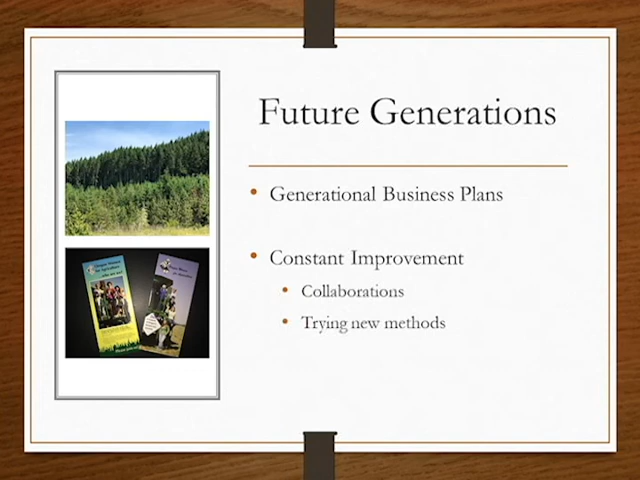 Future Generations
• Generational Business Plans
• Constant Improvement
• Collaborations
• Trying new methods